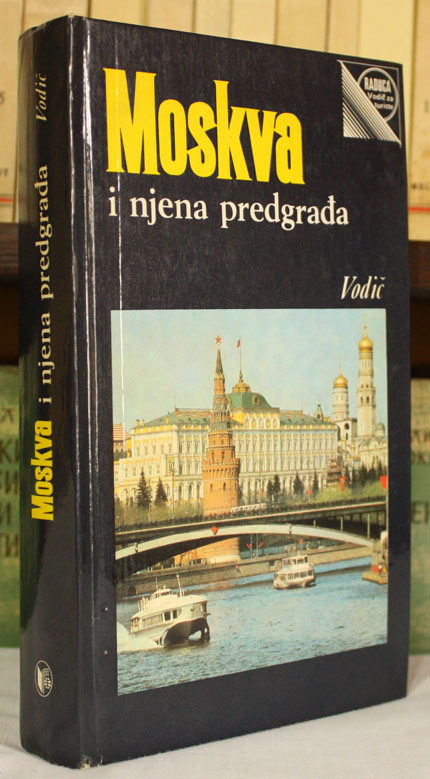 Moskva
i njena predgrađa
Vodič
RADUGA
Vodič za
turiste
Moskva i njena predgrađa Vodič